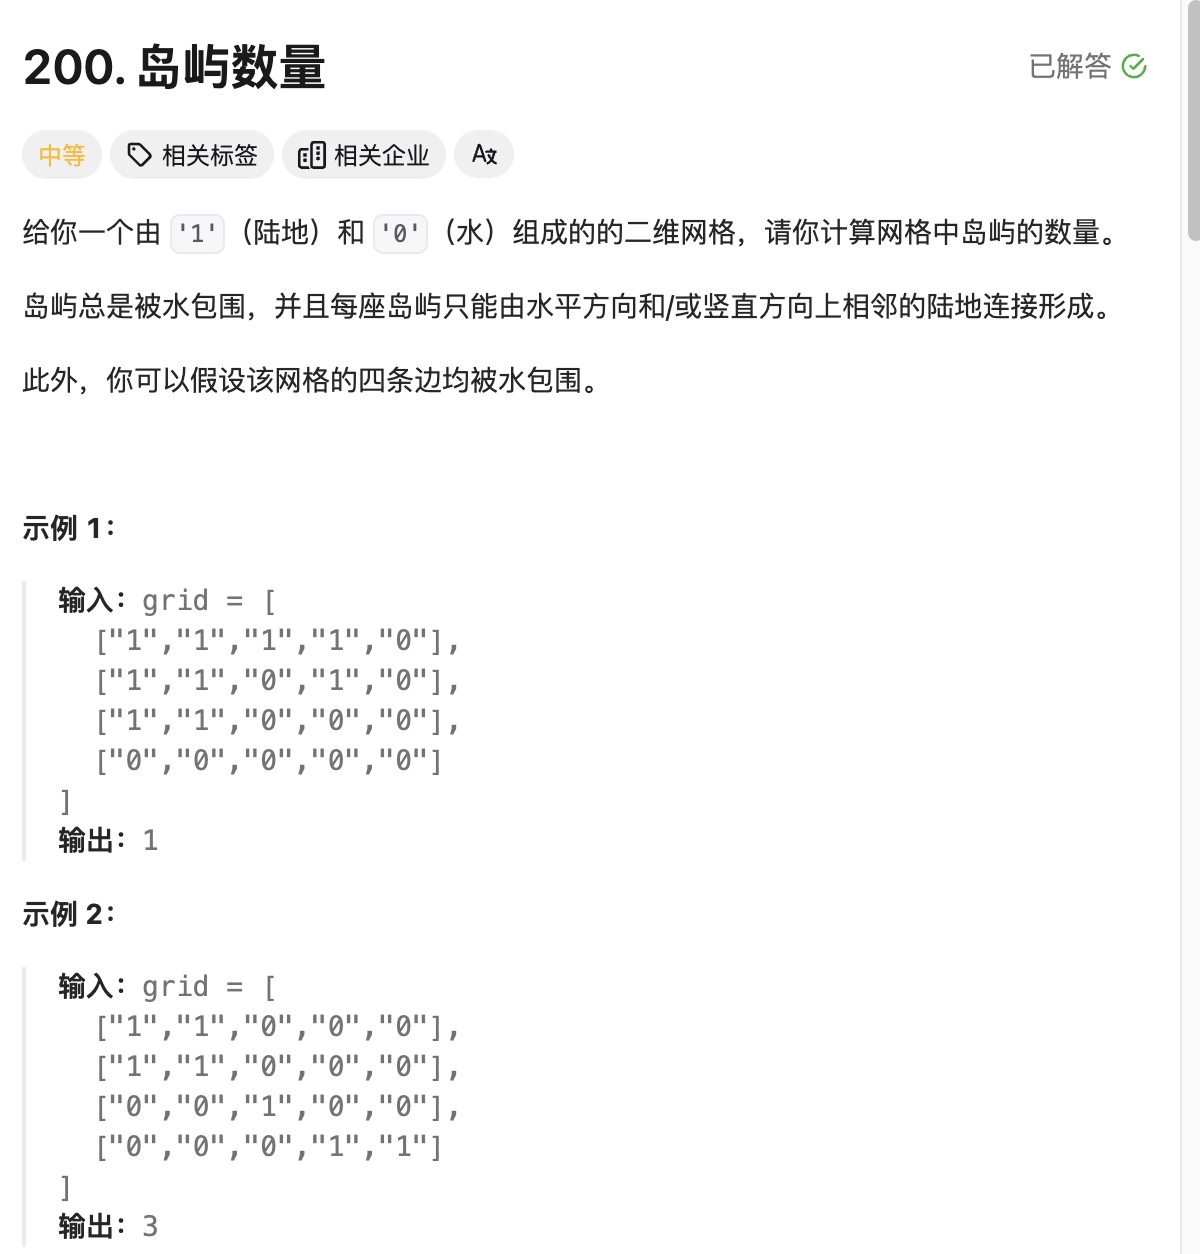 200. 岛屿数量
已解答
中等
相关标签
相关企业
A文
给你一个由 '1'（陆地）和 '0'（水）组成的的二维网格，请你计算网格中岛屿的数量。
岛屿总是被水包围，并且每座岛屿只能由水平方向和/或竖直方向上相邻的陆地连接形成。
此外，你可以假设该网格的四条边均被水包围。
示例 1：
输入：grid = [
["1","1","1","1","0"],
["1","1","0","1","0"],
["1","1","0","0","0"],
["0","0","0","0","0"]
]
输出：1
示例 2：
输入：grid = [
["1","1","0","0","0"],
["1","1","0","0","0"],
["0","0","1","0","0"],
["0","0","0","1","1"]
]
输出：3